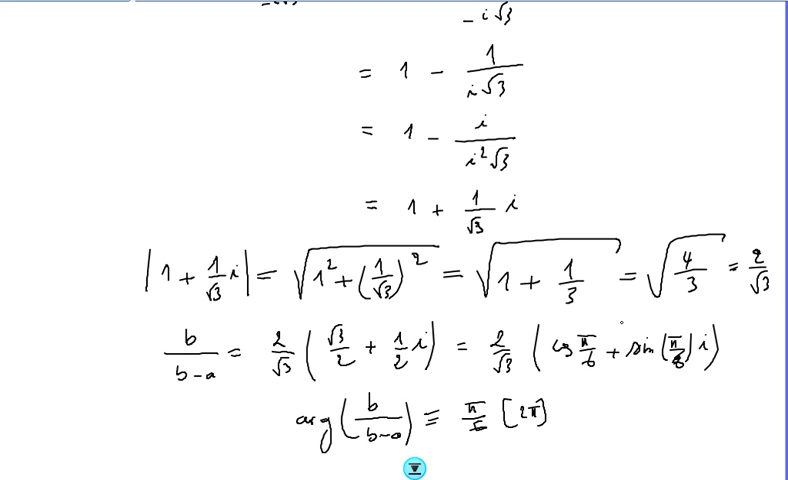 -i√3
= 1 - 1/(i√3)
= 1 - i/(i²√3)
= 1 + 1/√3 i
|1 + 1/√3 i| = √(1² + (1/√3)²) = √(1 + 1/3) = √(4/3) = 2/√3
b/(b-a) = 2/√3 (√3/2 + 1/2 i) = 2/√3 (cos π/6 + sin(π/6) i)
arg(b/(b-a)) ≡ π/6 [2π]